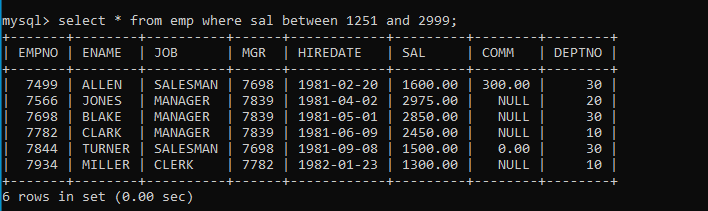 mysql> select * from emp where sal between 1251 and 2999;
+-------+--------+----------+------+------------+---------+--------+--------+
| EMPNO | ENAME  | JOB      | MGR  | HIREDATE   | SAL     | COMM   | DEPTNO |
+-------+--------+----------+------+------------+---------+--------+--------+
|  7499 | ALLEN  | SALESMAN | 7698 | 1981-02-20 | 1600.00 | 300.00 |     30 |
|  7566 | JONES  | MANAGER  | 7839 | 1981-04-02 | 2975.00 |   NULL |     20 |
|  7698 | BLAKE  | MANAGER  | 7839 | 1981-05-01 | 2850.00 |   NULL |     30 |
|  7782 | CLARK  | MANAGER  | 7839 | 1981-06-09 | 2450.00 |   NULL |     10 |
|  7844 | TURNER | SALESMAN | 7698 | 1981-09-08 | 1500.00 |   0.00 |     30 |
|  7934 | MILLER | CLERK    | 7782 | 1982-01-23 | 1300.00 |   NULL |     10 |
+-------+--------+----------+------+------------+---------+--------+--------+
6 rows in set (0.00 sec)